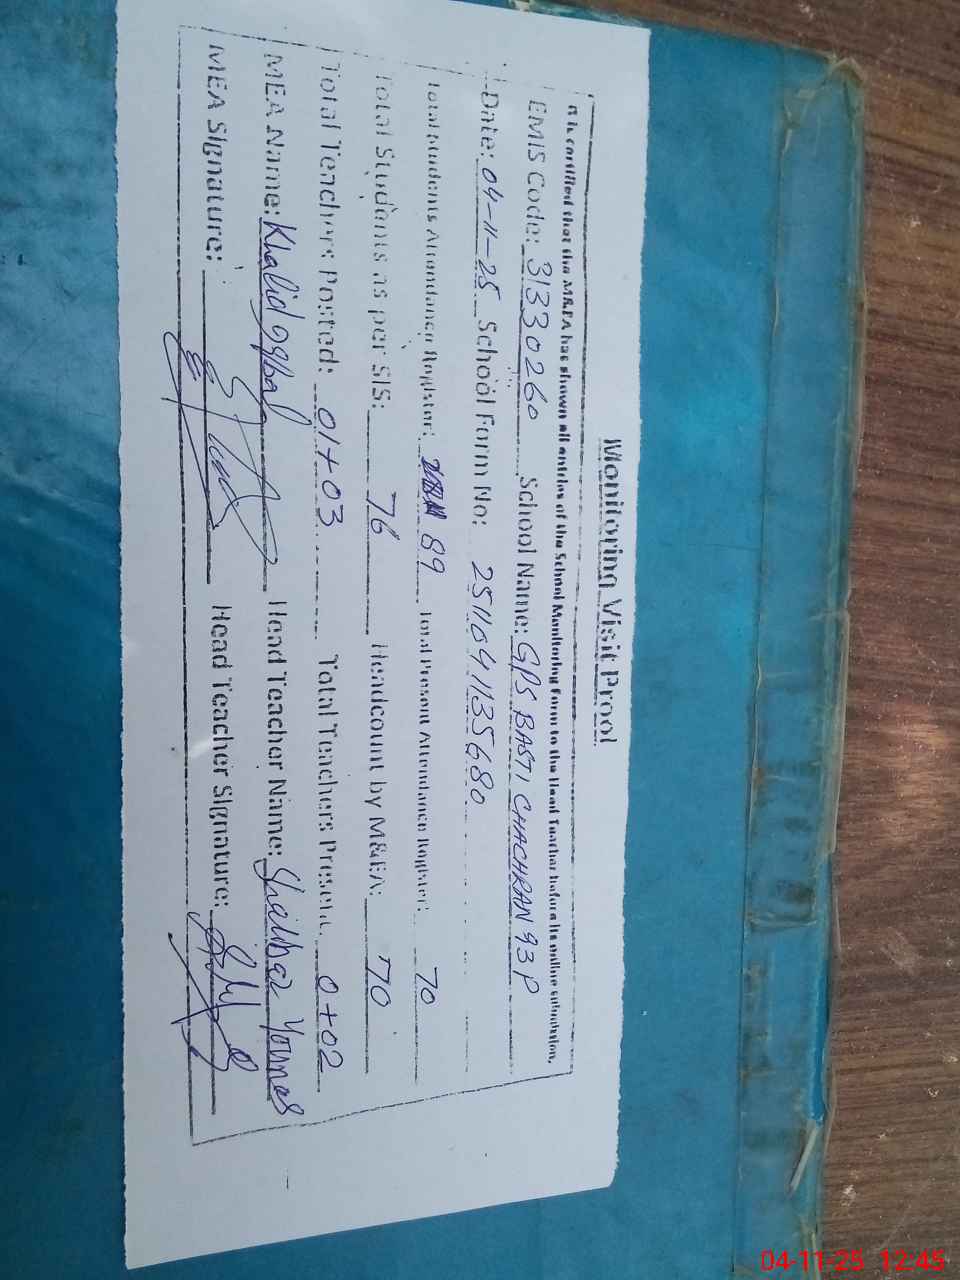 Monitoring Visit Proof
It is certified that the M&EA has shown all entries of the School Monitoring Form to the Head Teacher before its online submission.
EMIS Code: 31330260 School Name: GPS BASTI CHACHRAN 93P
Date: 04-11-25 School Form No: 2511041135680
Total Students Attendance Register: 89 Total Present Attendance Register: 70
Total Students as per SIS: 76 Headcount by M&EA: 70
Total Teachers Posted: 01+03 Total Teachers Present: 0+02
MEA Name: Khalid Iqbal Head Teacher Name: Younas
MEA Signature: Head Teacher Signature:
04-11-25 12:45